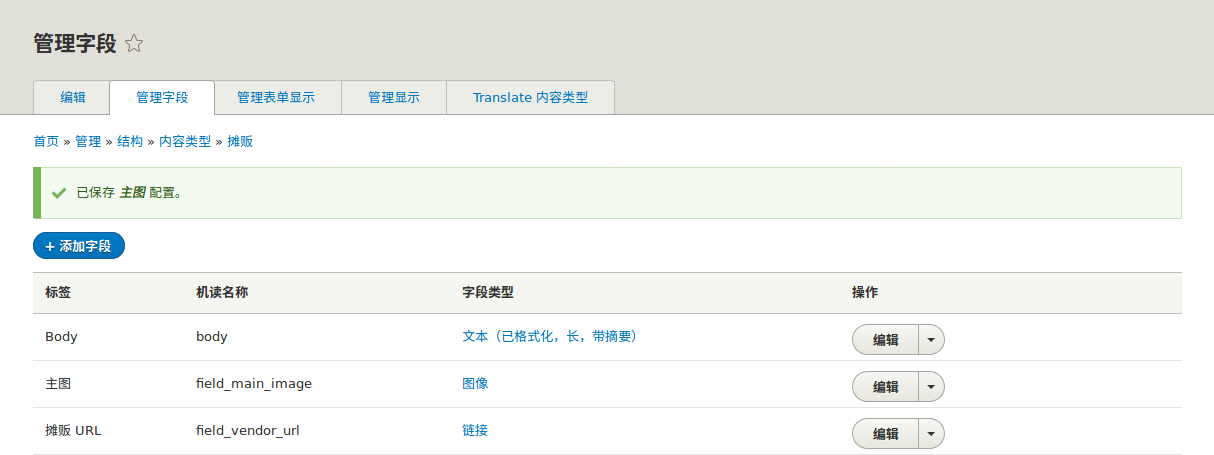 管理字段
编辑 管理字段 管理表单显示 管理显示 Translate 内容类型
首页 » 管理 » 结构 » 内容类型 » 摊贩
已保存 主图 配置。
+ 添加字段
标签 机读名称 字段类型 操作
Body body 文本（已格式化，长，带摘要） 编辑
主图 field_main_image 图像 编辑
摊贩 URL field_vendor_url 链接 编辑